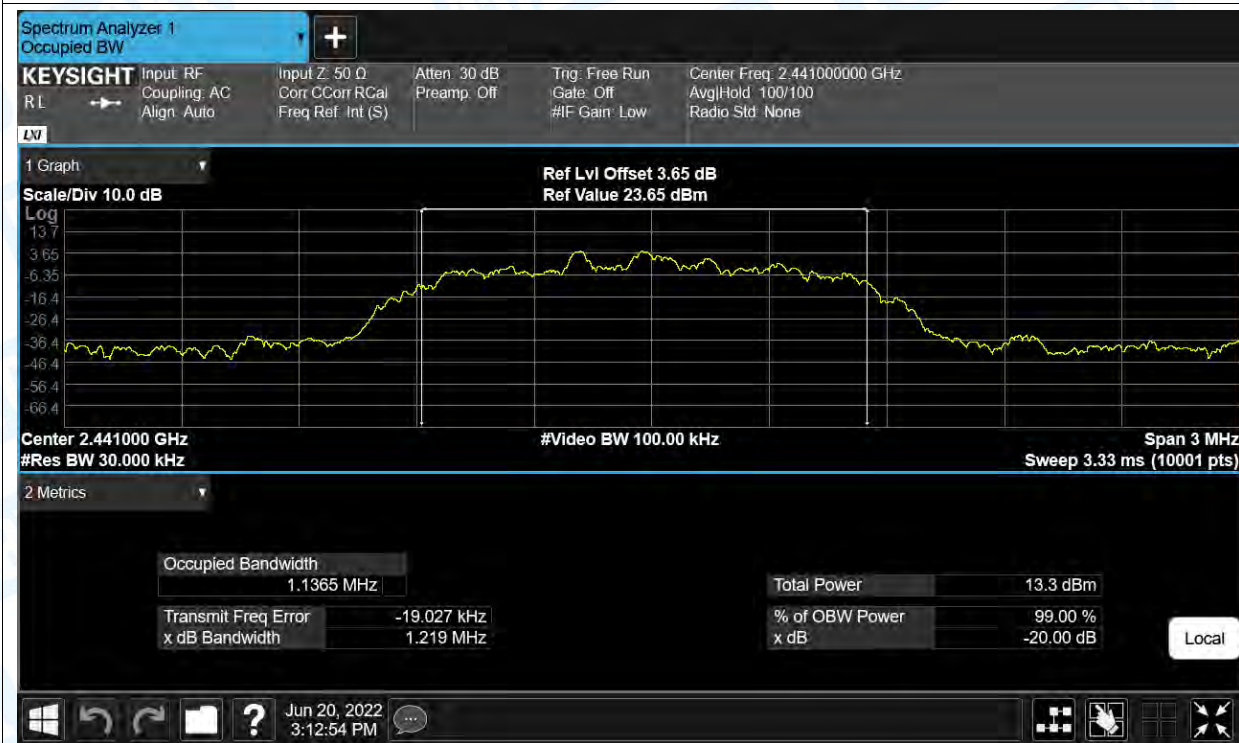 Spectrum Analyzer 1
Occupied BW
+
KEYSIGHT Input: RF Input Z: 50 Ω Atten: 30 dB Trig: Free Run Center Freq: 2.441000000 GHz
R L Coupling: AC Corr CCorr RCal Preamp: Off Gate: Off Avg|Hold: 100/100
Align: Auto Freq Ref: Int (S) #IF Gain: Low Radio Std: None
LXI
1 Graph
Ref Lvl Offset 3.65 dB
Scale/Div 10.0 dB Ref Value 23.65 dBm
Log
13.7
3.65
-6.35
-16.4
-26.4
-36.4
-46.4
-56.4
-66.4
Center 2.441000 GHz #Video BW 100.00 kHz Span 3 MHz
#Res BW 30.000 kHz Sweep 3.33 ms (10001 pts)
2 Metrics
Occupied Bandwidth
1.1365 MHz Total Power 13.3 dBm
Transmit Freq Error -19.027 kHz % of OBW Power 99.00 %
x dB Bandwidth 1.219 MHz x dB -20.00 dB
Local
? Jun 20, 2022
3:12:54 PM